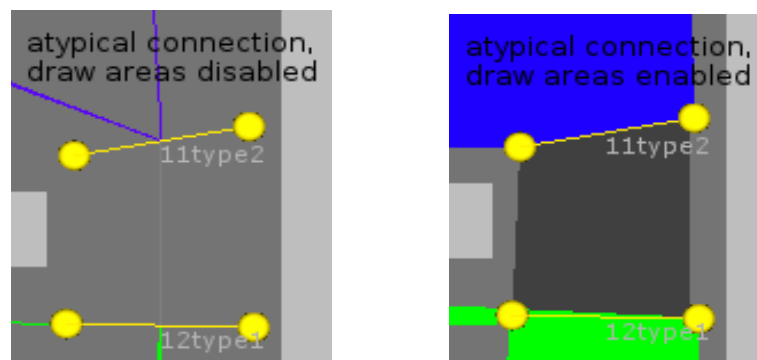 atypical connection,
draw areas disabled
11type2
12type1
atypical connection,
draw areas enabled
11type2
12type1